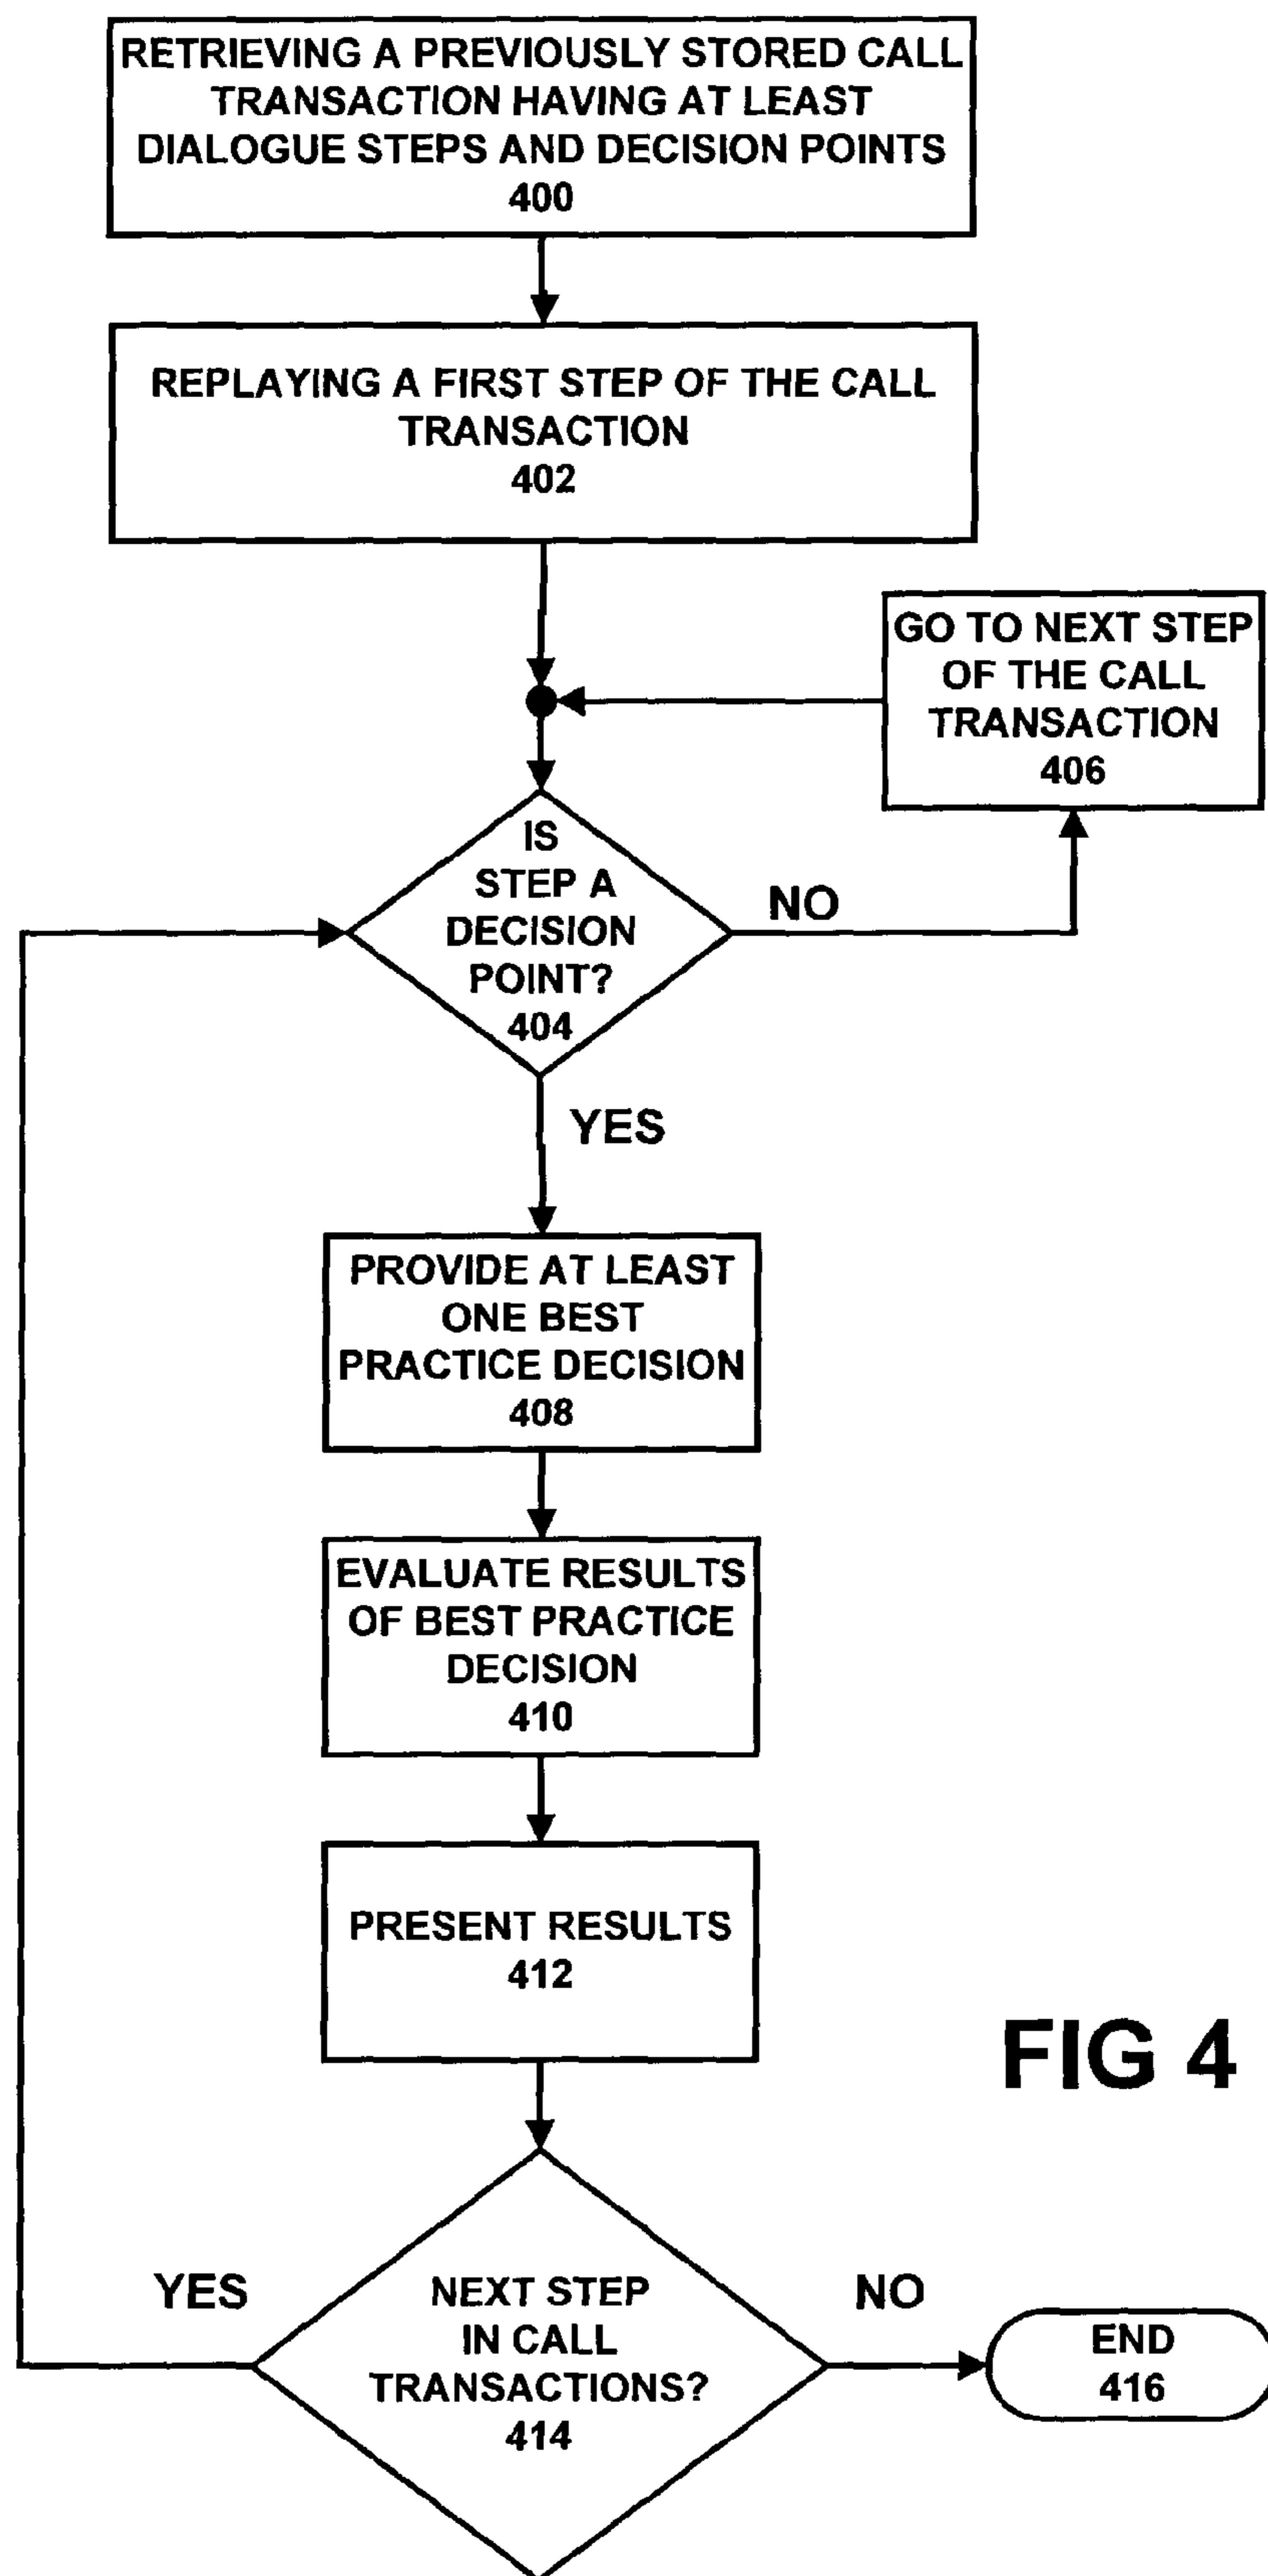 RETRIEVING A PREVIOUSLY STORED CALL
TRANSACTION HAVING AT LEAST
DIALOGUE STEPS AND DECISION POINTS
400
REPLAYING A FIRST STEP OF THE CALL
TRANSACTION
402
GO TO NEXT STEP
OF THE CALL
TRANSACTION
406
IS
STEP A
DECISION
POINT?
404
NO
YES
PROVIDE AT LEAST
ONE BEST
PRACTICE DECISION
408
EVALUATE RESULTS
OF BEST PRACTICE
DECISION
410
PRESENT RESULTS
412
FIG 4
YES
NEXT STEP
IN CALL
TRANSACTIONS?
414
NO
END
416